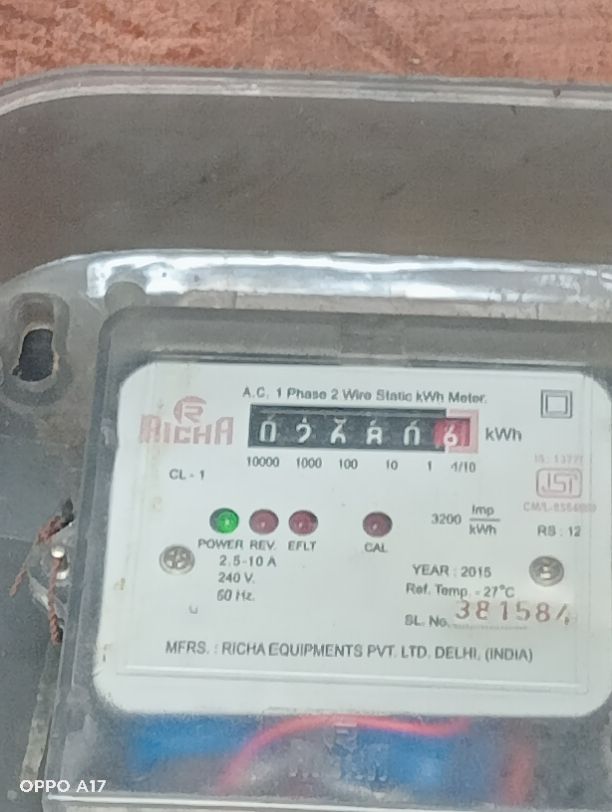 A.C. 1 Phase 2 Wire Static kWh Meter.
RICHA
kWh
10000 1000 100 10 1 1/10
CL - 1
ISI
3200 Imp/kWh
RS : 12
POWER REV. EFLT CAL
2.5-10 A
240 V.
50 Hz.
YEAR : 2015
Ref. Temp. - 27°C
SL. No. 381584
MFRS. : RICHA EQUIPMENTS PVT. LTD. DELHI, (INDIA)
OPPO A17